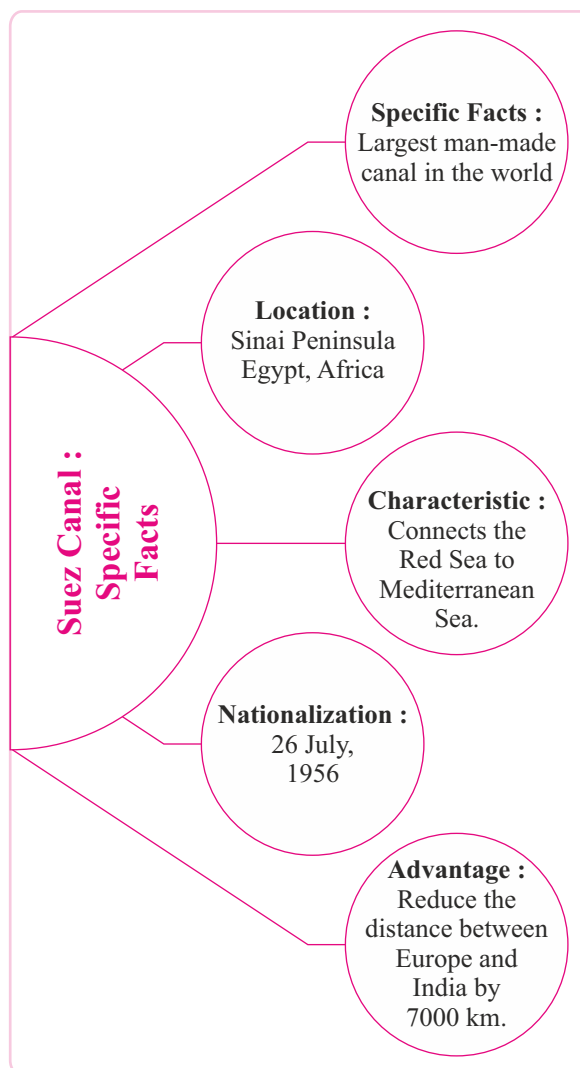 Suez Canal :
Specific
Facts
Specific Facts :
Largest man-made
canal in the world
Location :
Sinai Peninsula
Egypt, Africa
Characteristic :
Connects the
Red Sea to
Mediterranean
Sea.
Nationalization :
26 July,
1956
Advantage :
Reduce the
distance between
Europe and
India by
7000 km.